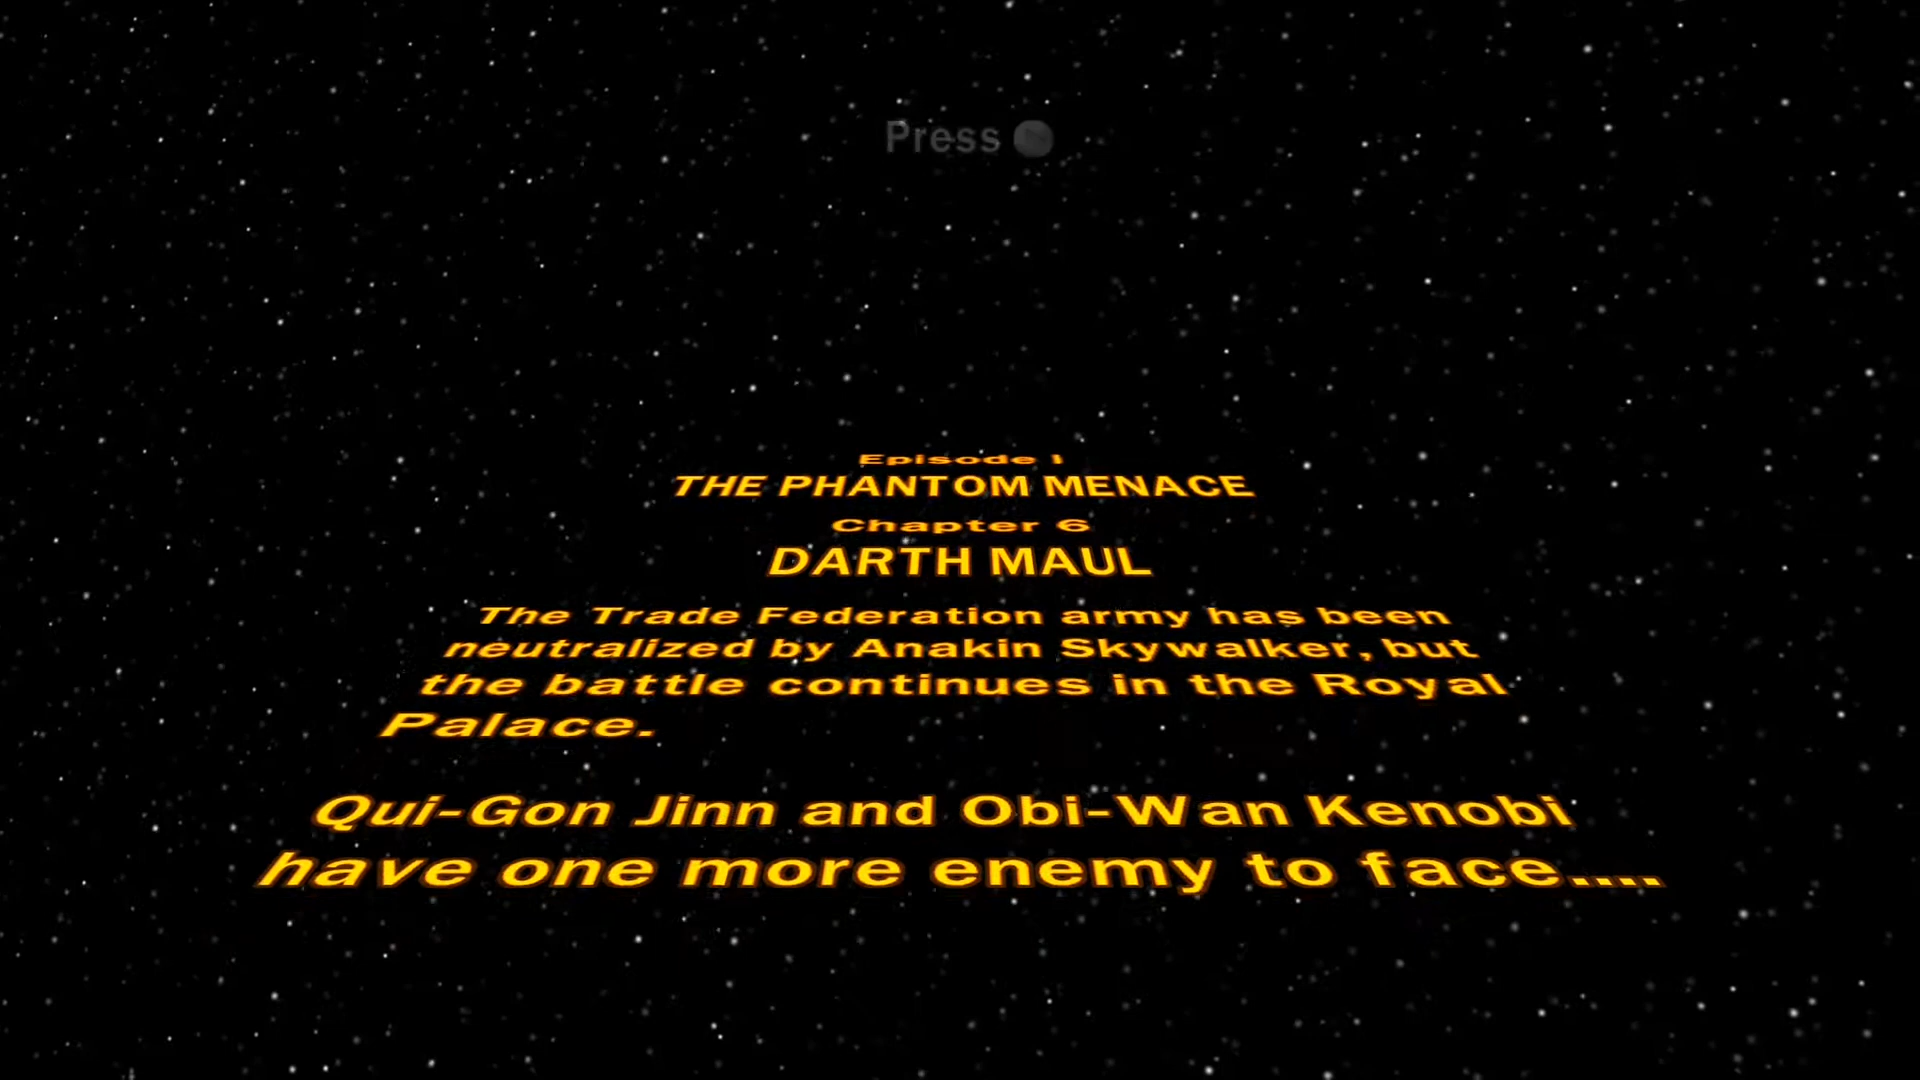 Press
Episode I
THE PHANTOM MENACE
Chapter 6
DARTH MAUL
The Trade Federation army has been
neutralized by Anakin Skywalker, but
the battle continues in the Royal
Palace.
Qui-Gon Jinn and Obi-Wan Kenobi
have one more enemy to face....